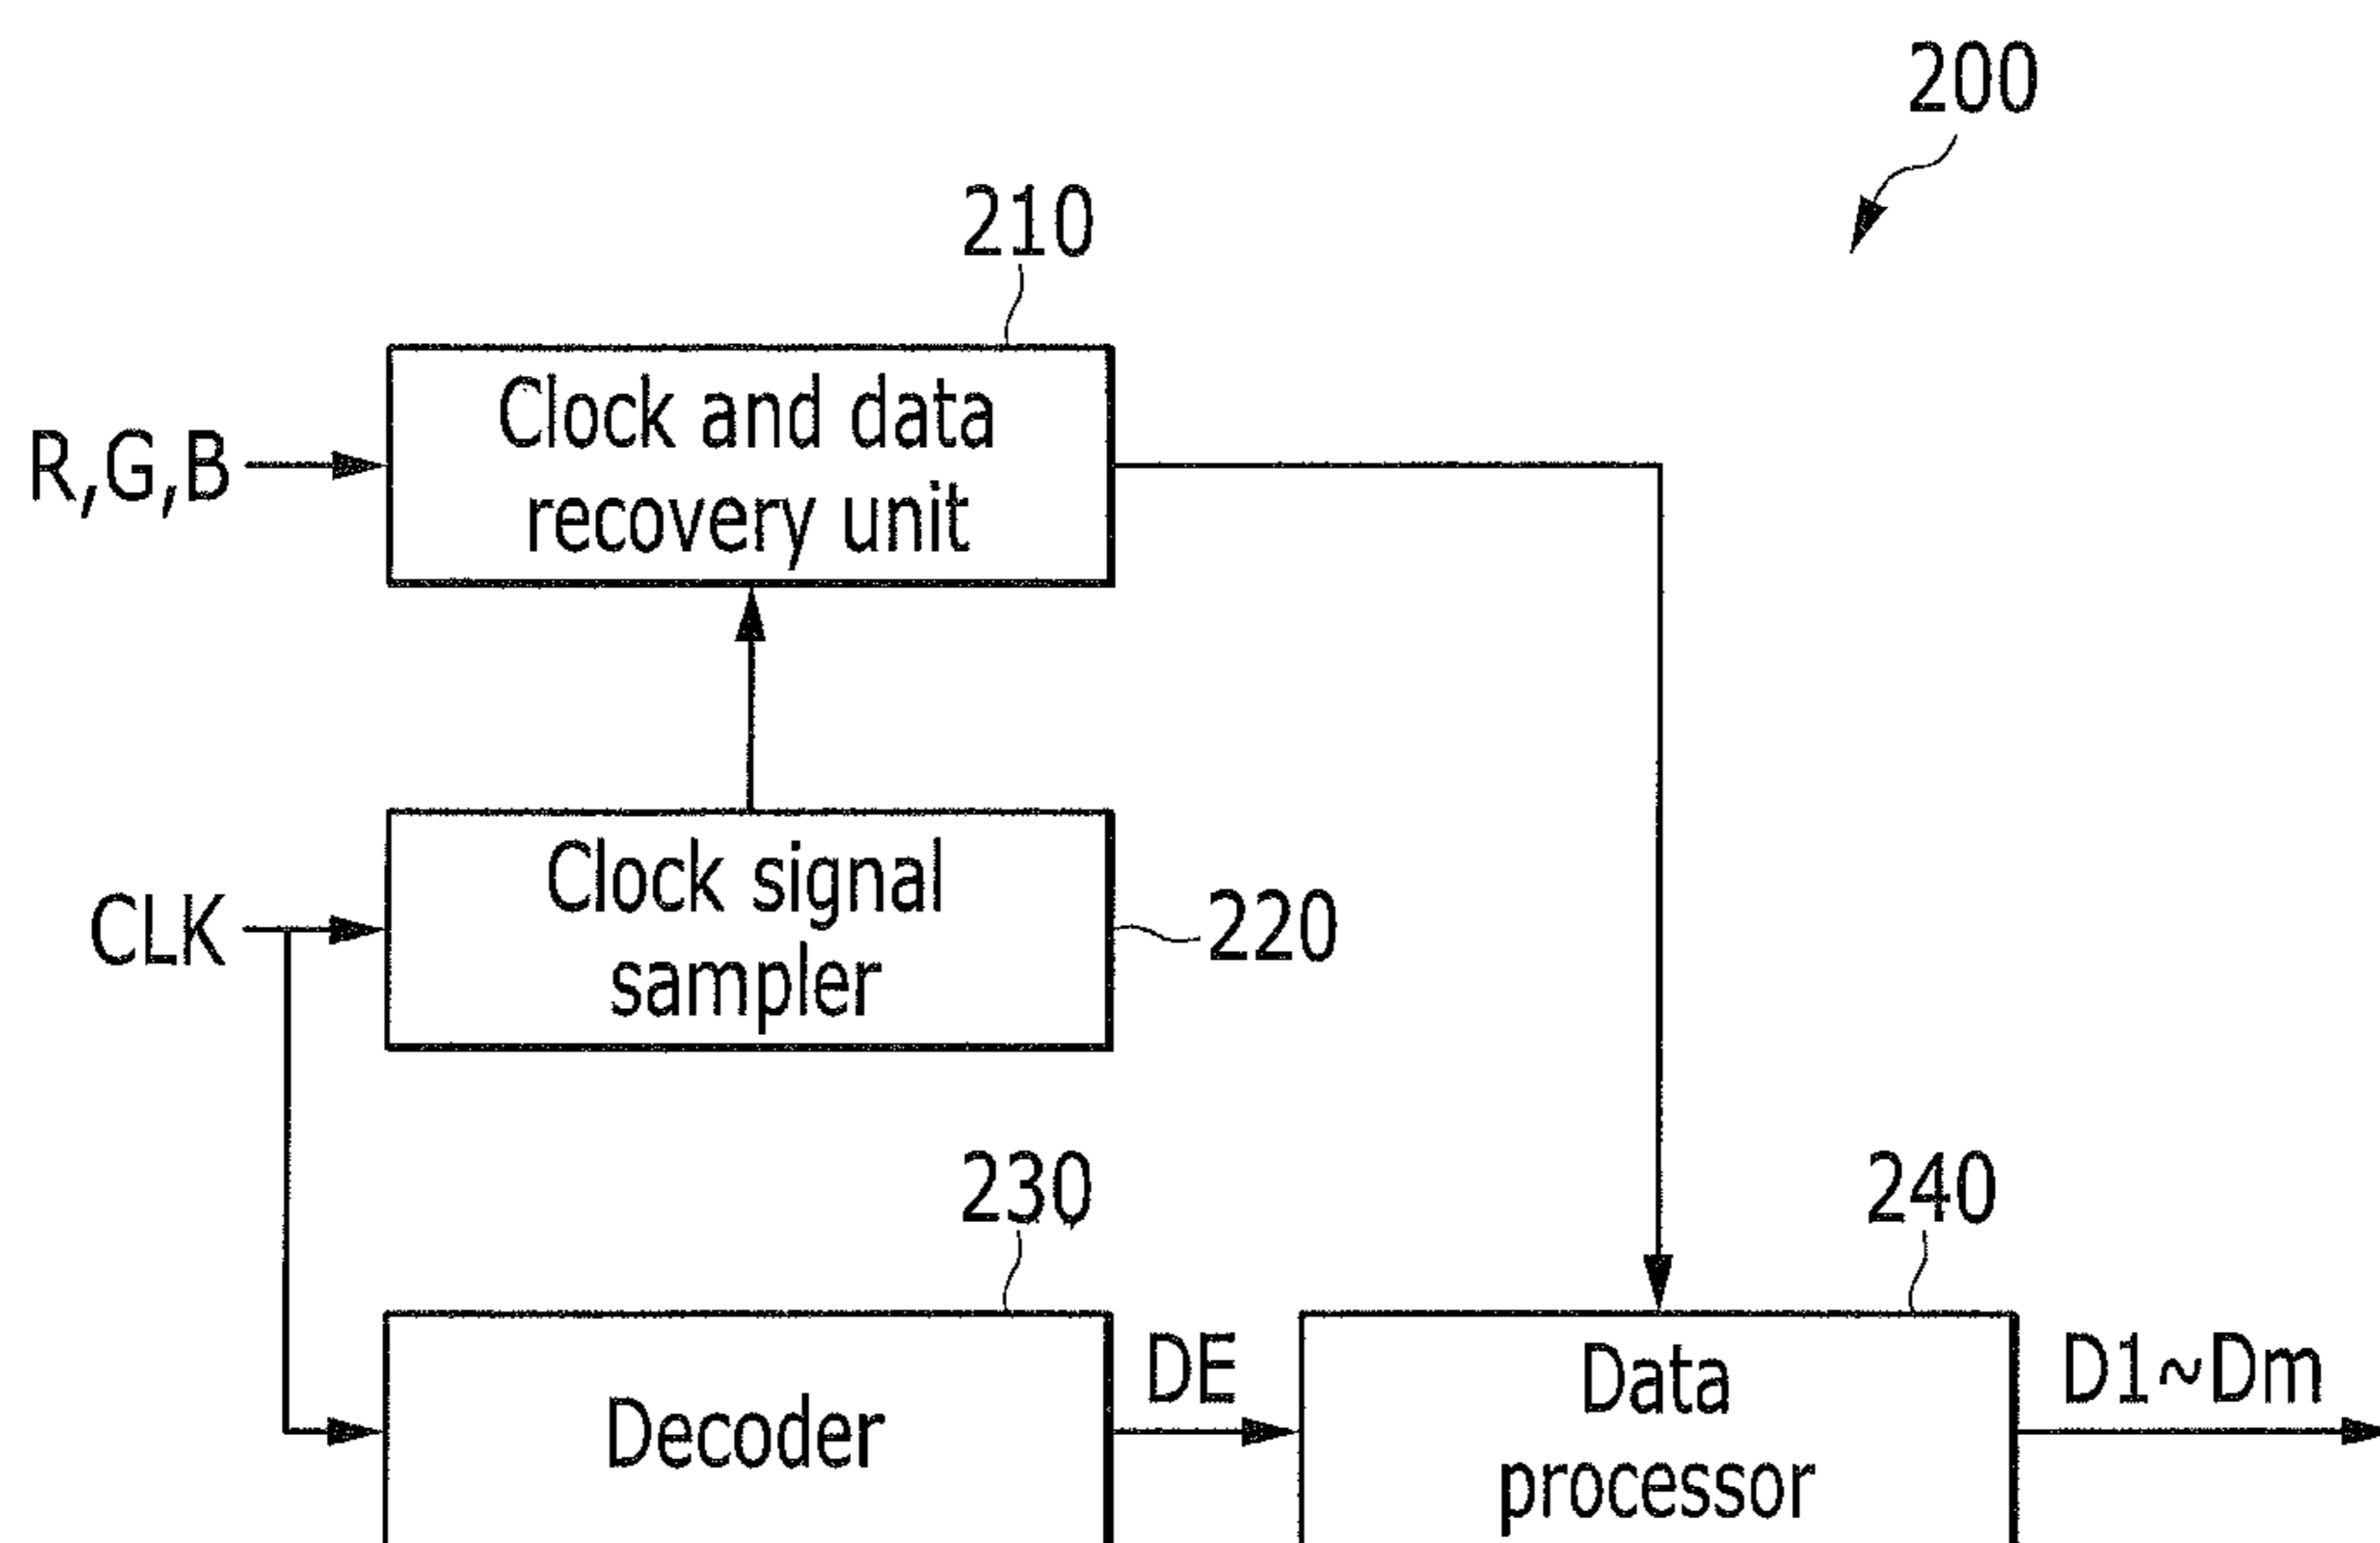 200
210
R,G,B
Clock and data
recovery unit
CLK
Clock signal
sampler
220
230
240
Decoder
DE
Data
processor
D1~Dm